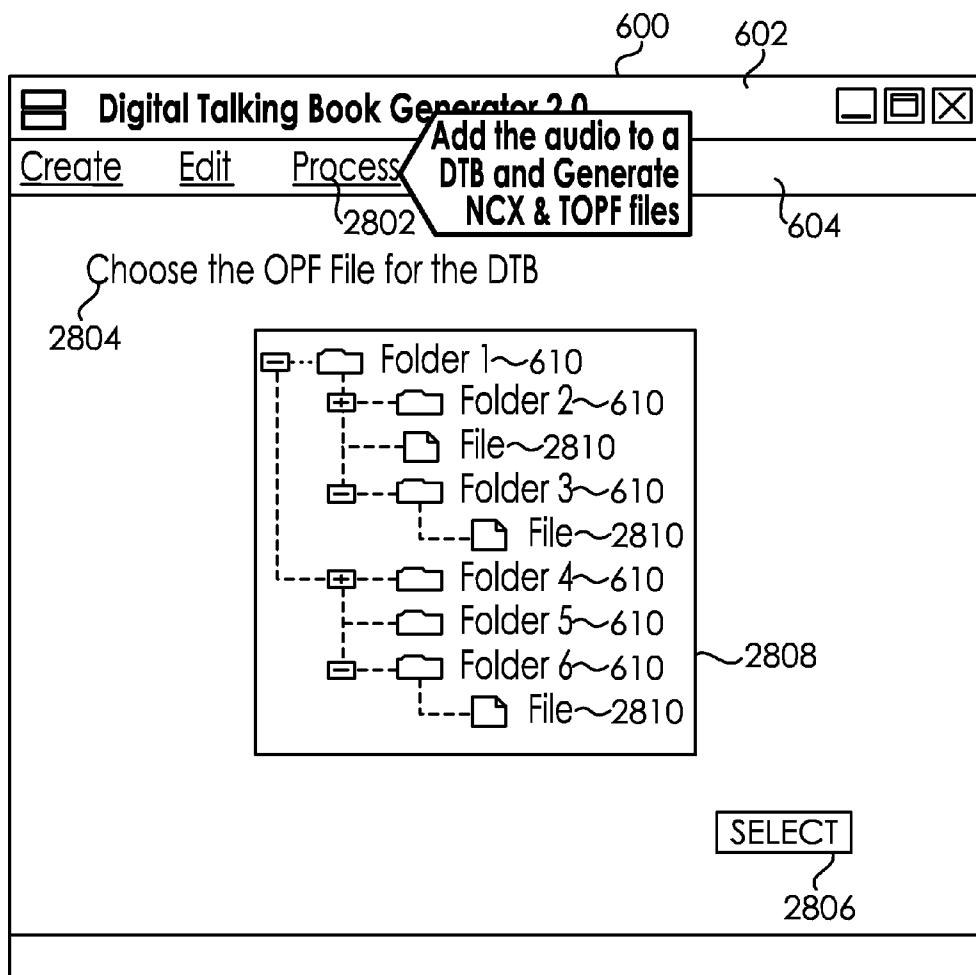 600
602
Digital Talking Book Generator 2.0
Create Edit Process
Add the audio to a
DTB and Generate
NCX & TOPF files
2802
604
Choose the OPF File for the DTB
2804
Folder 1~610
Folder 2~610
File~2810
Folder 3~610
File~2810
Folder 4~610
Folder 5~610
Folder 6~610
File~2810
2808
SELECT
2806